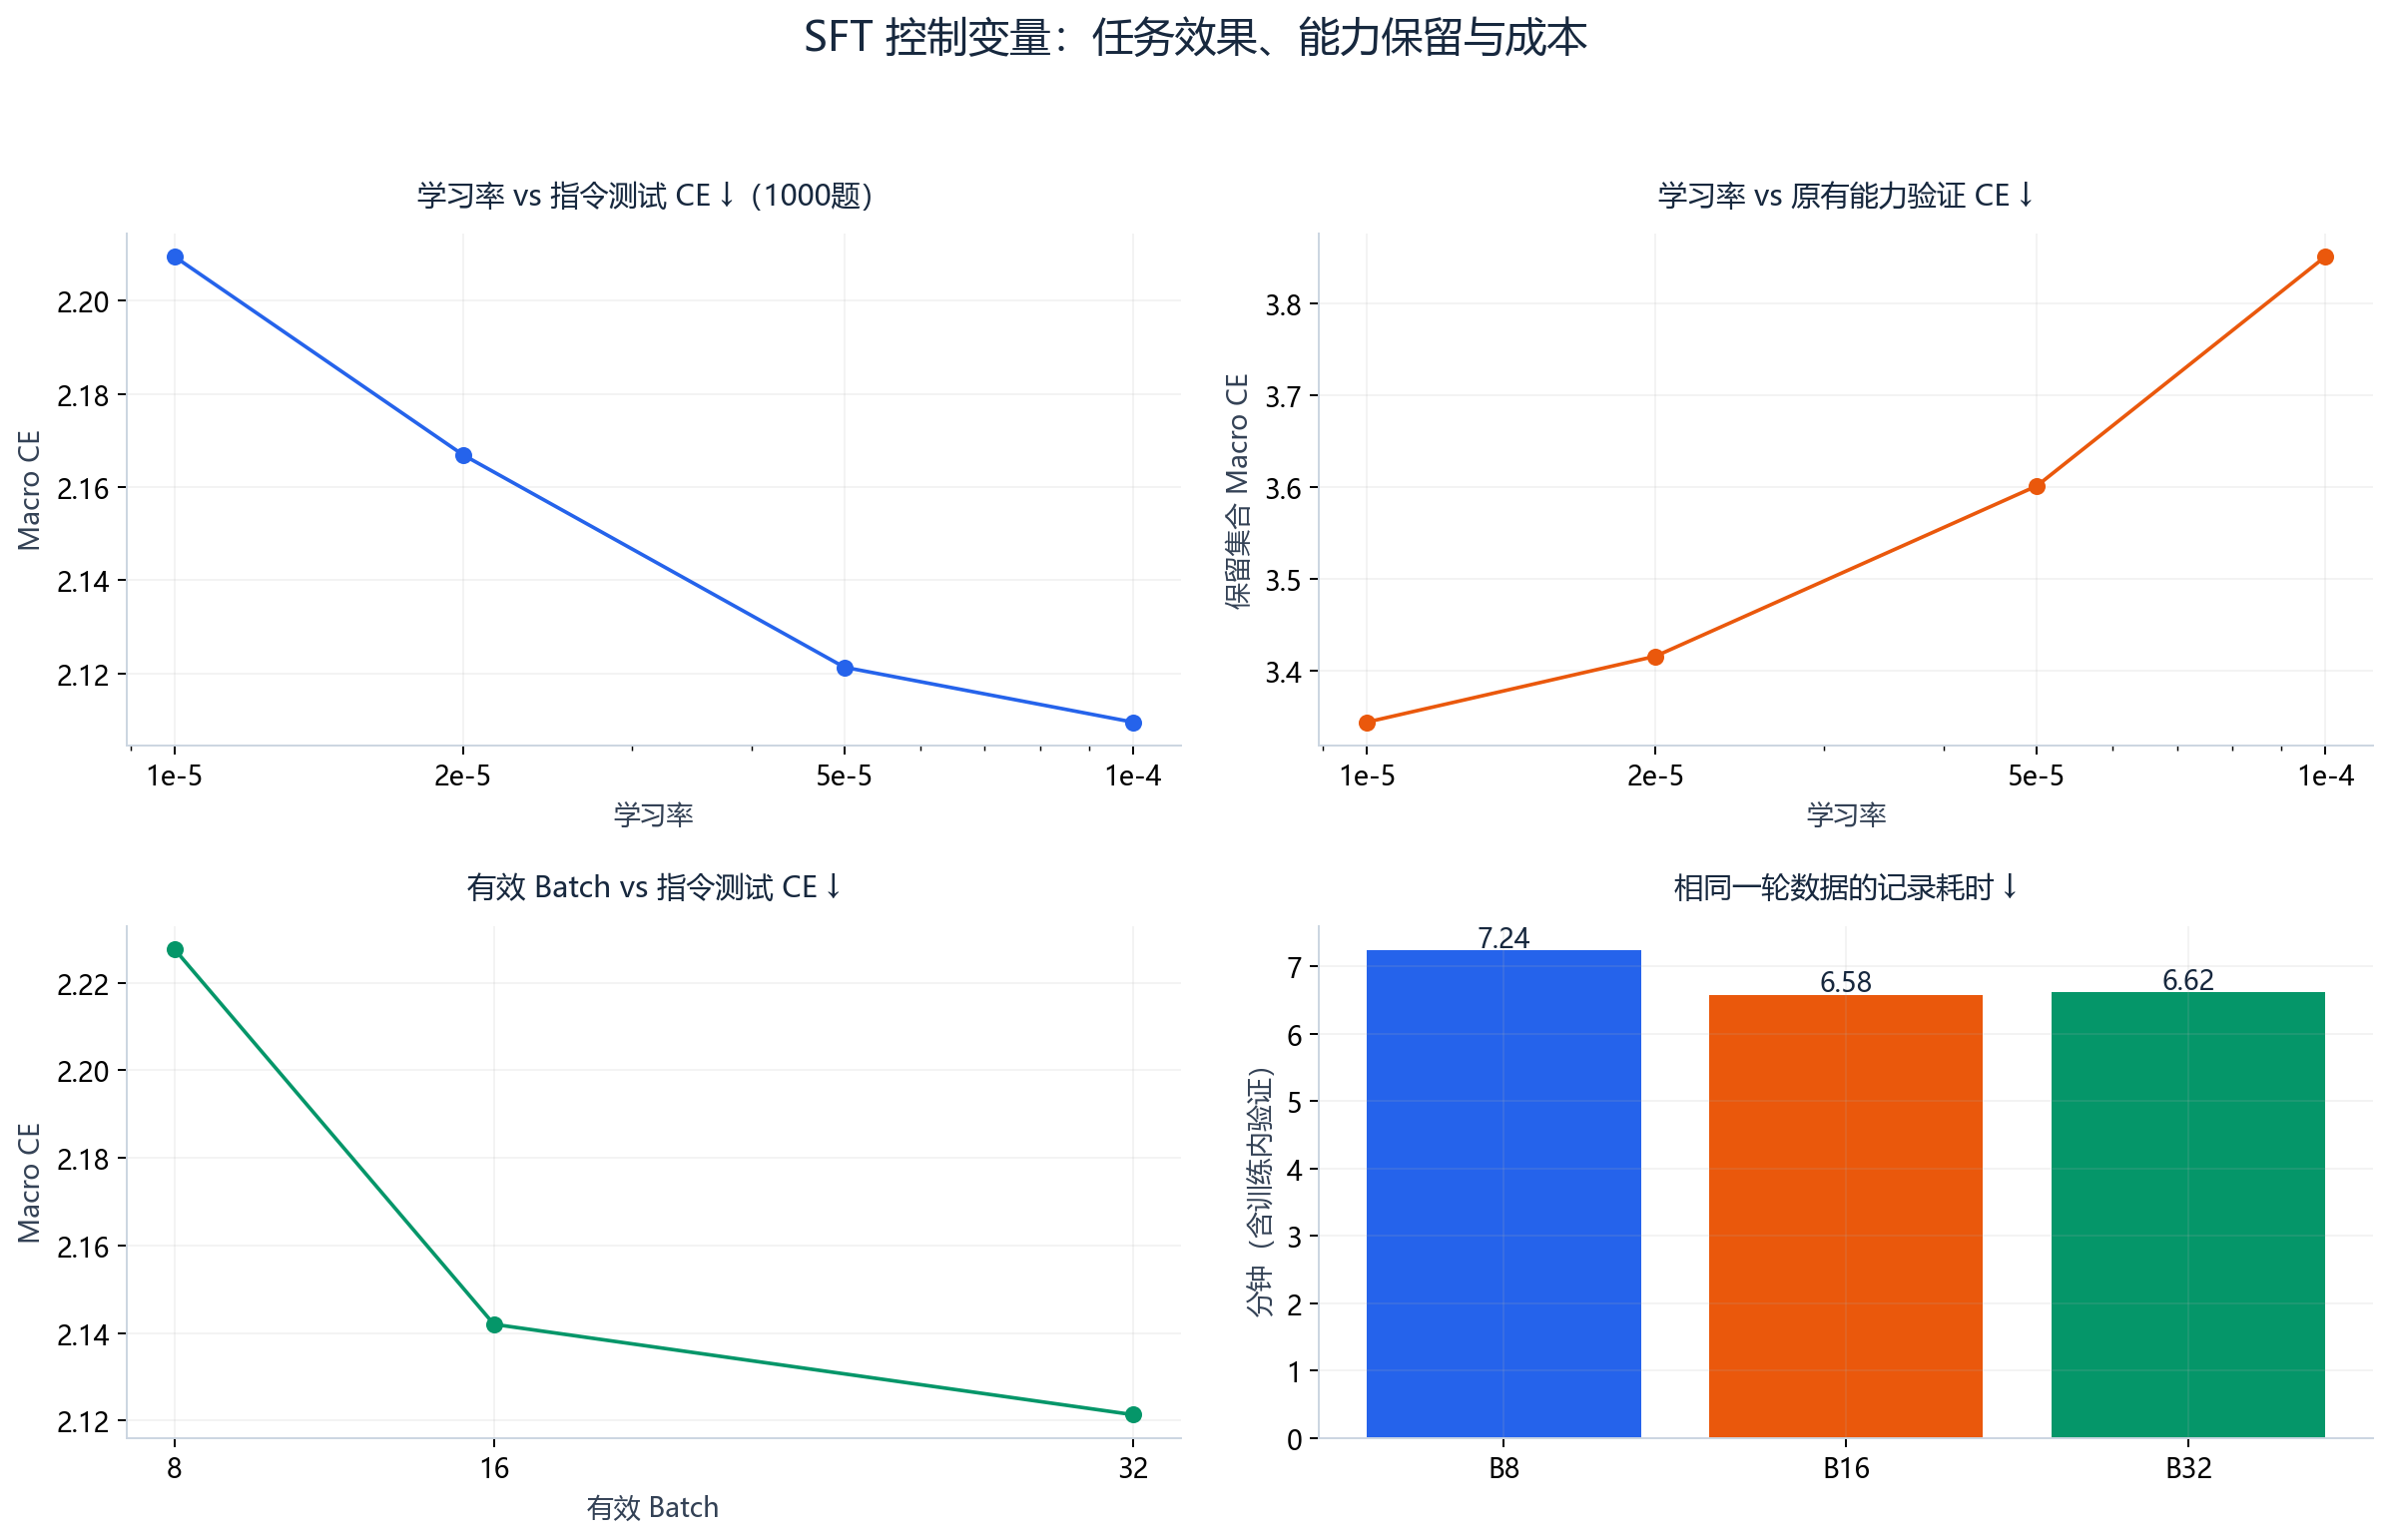 SFT 控制变量：任务效果、能力保留与成本
学习率 vs 指令测试 CE↓（1000题）
Macro CE
2.20
2.18
2.16
2.14
2.12
1e-5
2e-5
5e-5
1e-4
学习率
学习率 vs 原有能力验证 CE↓
保留集合 Macro CE
3.8
3.7
3.6
3.5
3.4
1e-5
2e-5
5e-5
1e-4
学习率
有效 Batch vs 指令测试 CE↓
Macro CE
2.22
2.20
2.18
2.16
2.14
2.12
8
16
32
有效 Batch
相同一轮数据的记录耗时↓
分钟（含训练内验证）
7
6
5
4
3
2
1
0
7.24
6.58
6.62
B8
B16
B32